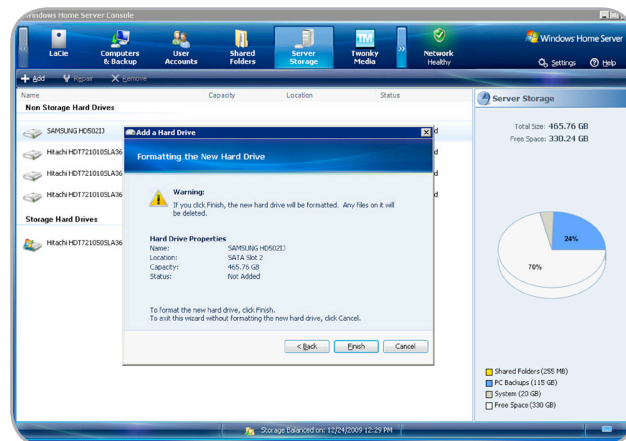 Windows Home Server Console
LaCie
Computers & Backup
User Accounts
Shared Folders
Server Storage
Twonky Media
Network Healthy
Windows Home Server
Settings
Help
Add
Repair
Remove
Name
Capacity
Location
Status
Non Storage Hard Drives
SAMSUNG HD502IJ
Hitachi HDT721010SLA36
Hitachi HDT721010SLA36
Hitachi HDT721010SLA36
Storage Hard Drives
Hitachi HDT721050SLA36
Add a Hard Drive
Formatting the New Hard Drive
Warning:
If you click Finish, the new hard drive will be formatted. Any files on it will
be deleted.
Hard Drive Properties
Name: SAMSUNG HD502IJ
Location: SATA Slot 2
Capacity: 465.76 GB
Status: Not Added
To format the new hard drive, click Finish.
To exit this wizard without formatting the new hard drive, click Cancel.
< Back
Finish
Cancel
Server Storage
Total Size: 465.76 GB
Free Space: 330.24 GB
24%
70%
Shared Folders (255 MB)
PC Backups (115 GB)
System (20 GB)
Free Space (330 GB)
Storage Balanced on: 12/24/2009 12:29 PM